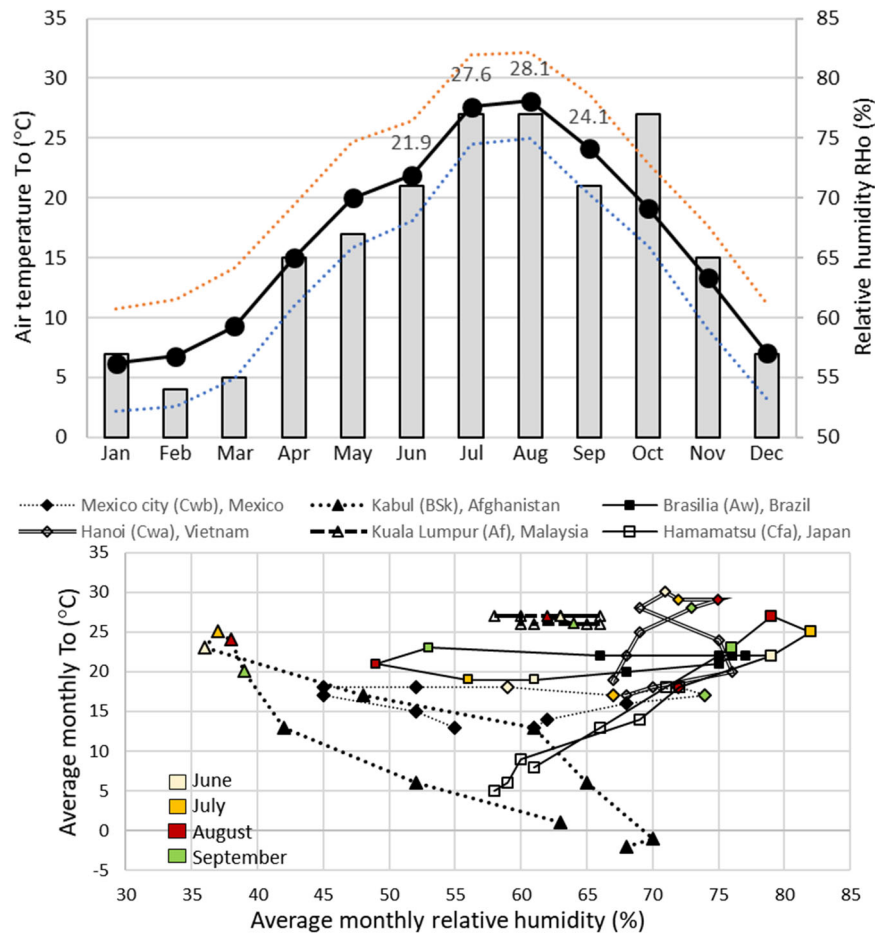 35
30
25
20
15
10
5
0
Air temperature To (°C)
85
80
75
70
65
60
55
50
Relative humidity RHo (%)
21.9
27.6
28.1
24.1
Jan Feb Mar Apr May Jun Jul Aug Sep Oct Nov Dec
Mexico city (Cwb), Mexico Kabul (BSk), Afghanistan Brasilia (Aw), Brazil
Hanoi (Cwa), Vietnam Kuala Lumpur (Af), Malaysia Hamamatsu (Cfa), Japan
35
30
25
20
15
10
5
0
-5
Average monthly To (°C)
June
July
August
September
30 35 40 45 50 55 60 65 70 75 80 85
Average monthly relative humidity (%)